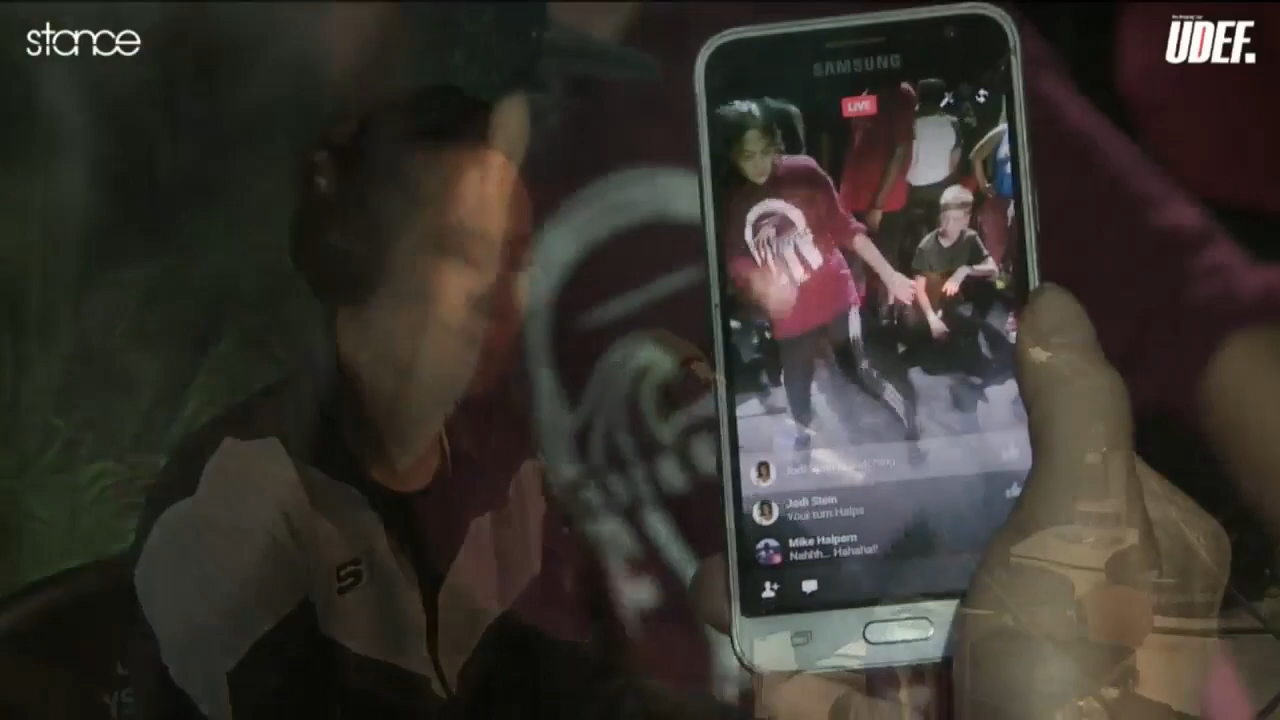 stance
UDEF.
SAMSUNG
LIVE
Jodi Stein
Your turn Halps
Mike Halpern
Nahhh... Hahaha!!
S